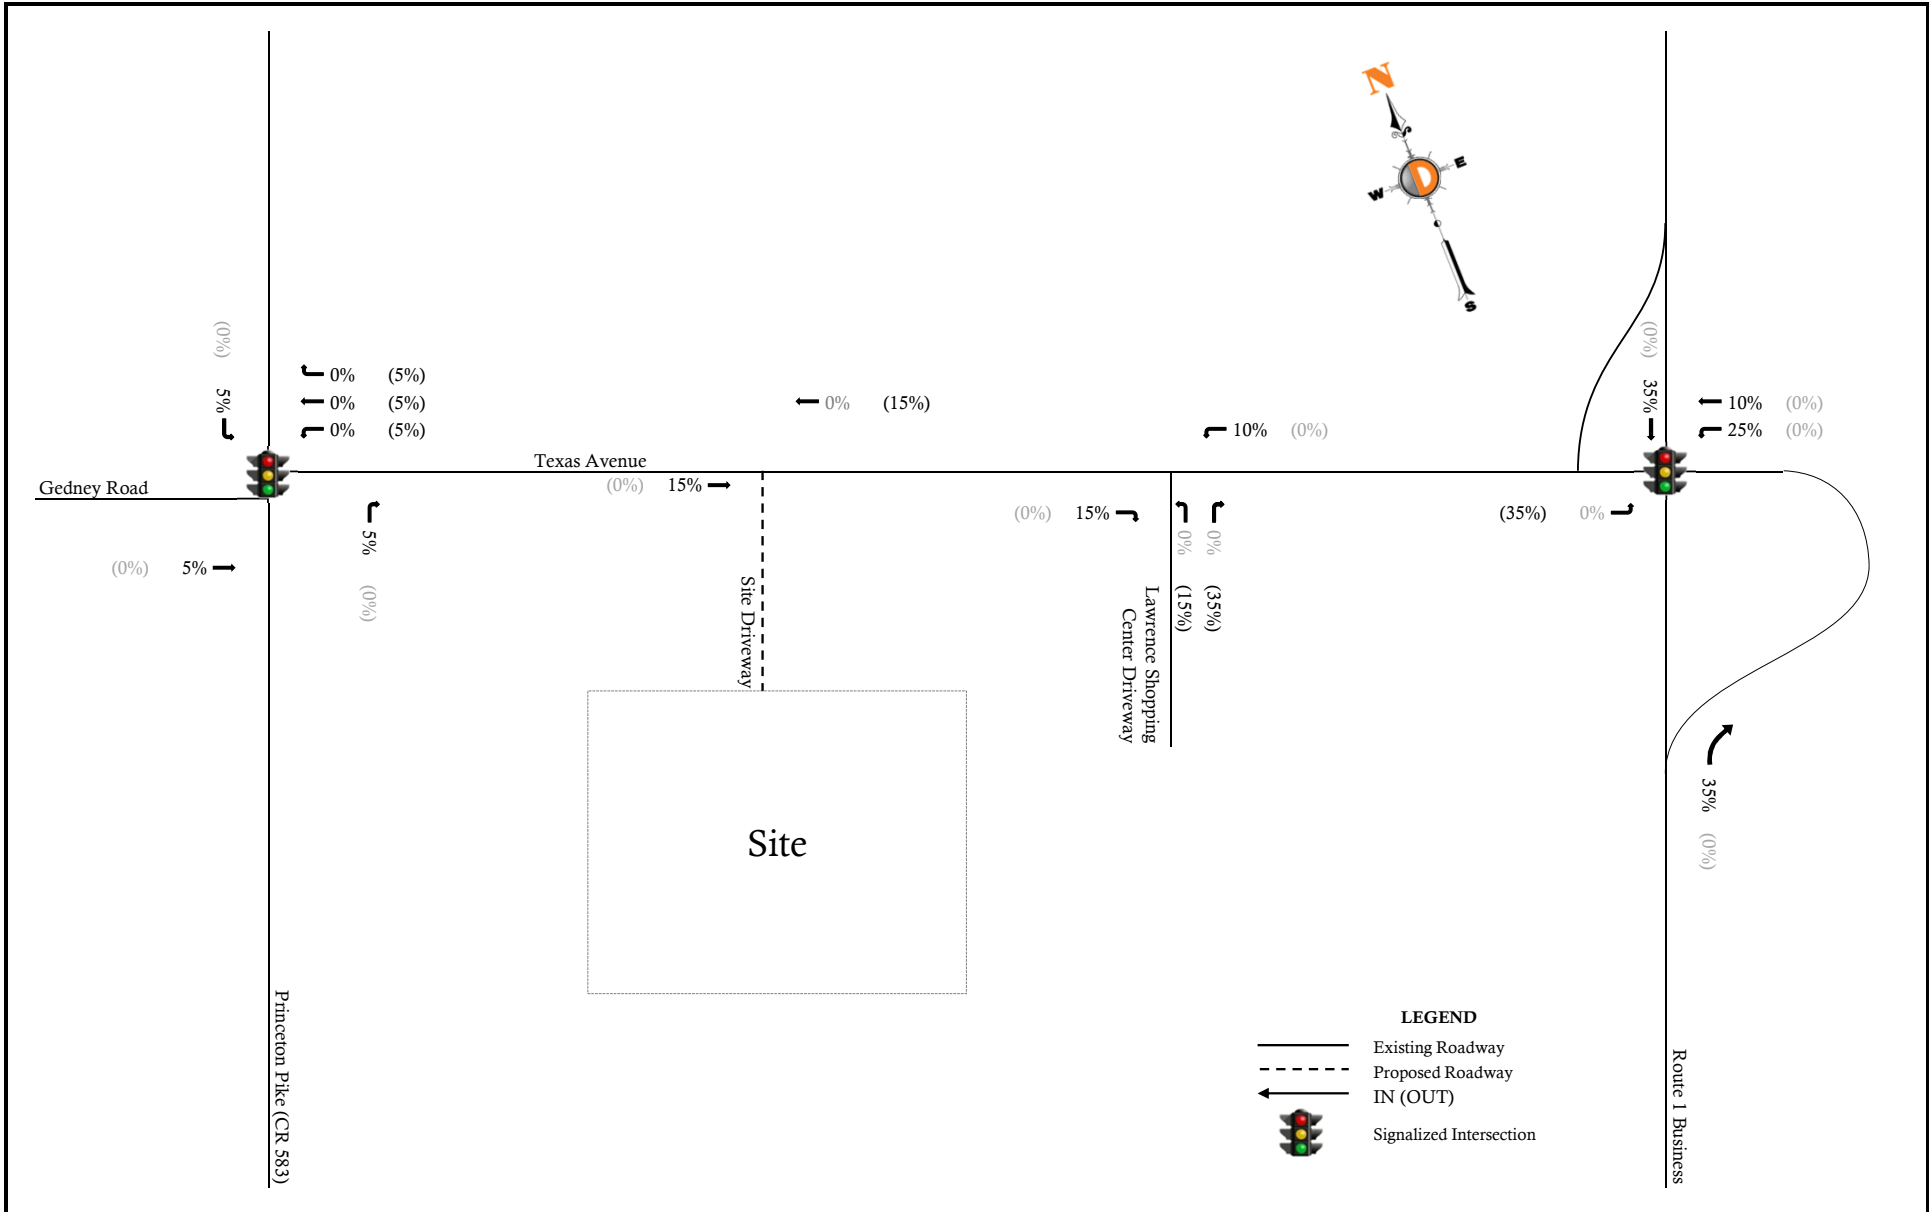 N
E
D
W
S
(0%)
5%
0% (5%)
0% (5%)
0% (5%)
0% (15%)
10% (0%)
(0%)
35%
10% (0%)
25% (0%)
Texas Avenue
Gedney Road
(0%) 15%
(0%) 15%
(35%) 0%
5%
(0%)
0%
(15%)
0%
(35%)
(0%) 5%
Site Driveway
Lawrence Shopping
Center Driveway
35%
(0%)
Site
Princeton Pike (CR 583)
Route 1 Business
LEGEND
Existing Roadway
Proposed Roadway
IN (OUT)
Signalized Intersection